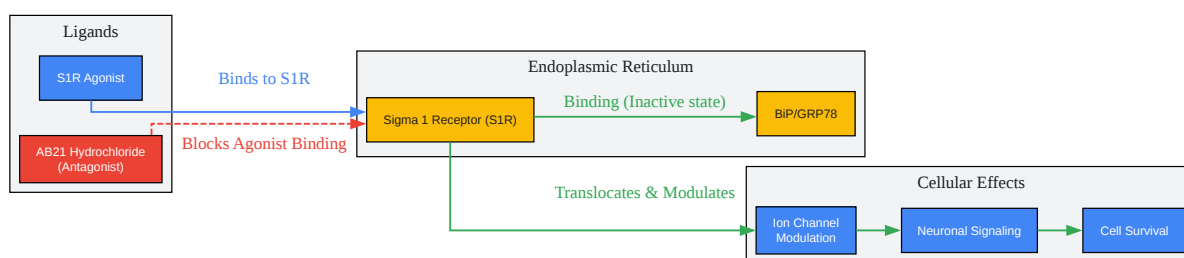 Ligands
S1R Agonist
AB21 Hydrochloride
(Antagonist)
Binds to S1R
Blocks Agonist Binding
Endoplasmic Reticulum
Sigma 1 Receptor (S1R)
Binding (Inactive state)
BiP/GRP78
Translocates & Modulates
Cellular Effects
Ion Channel
Modulation
Neuronal Signaling
Cell Survival